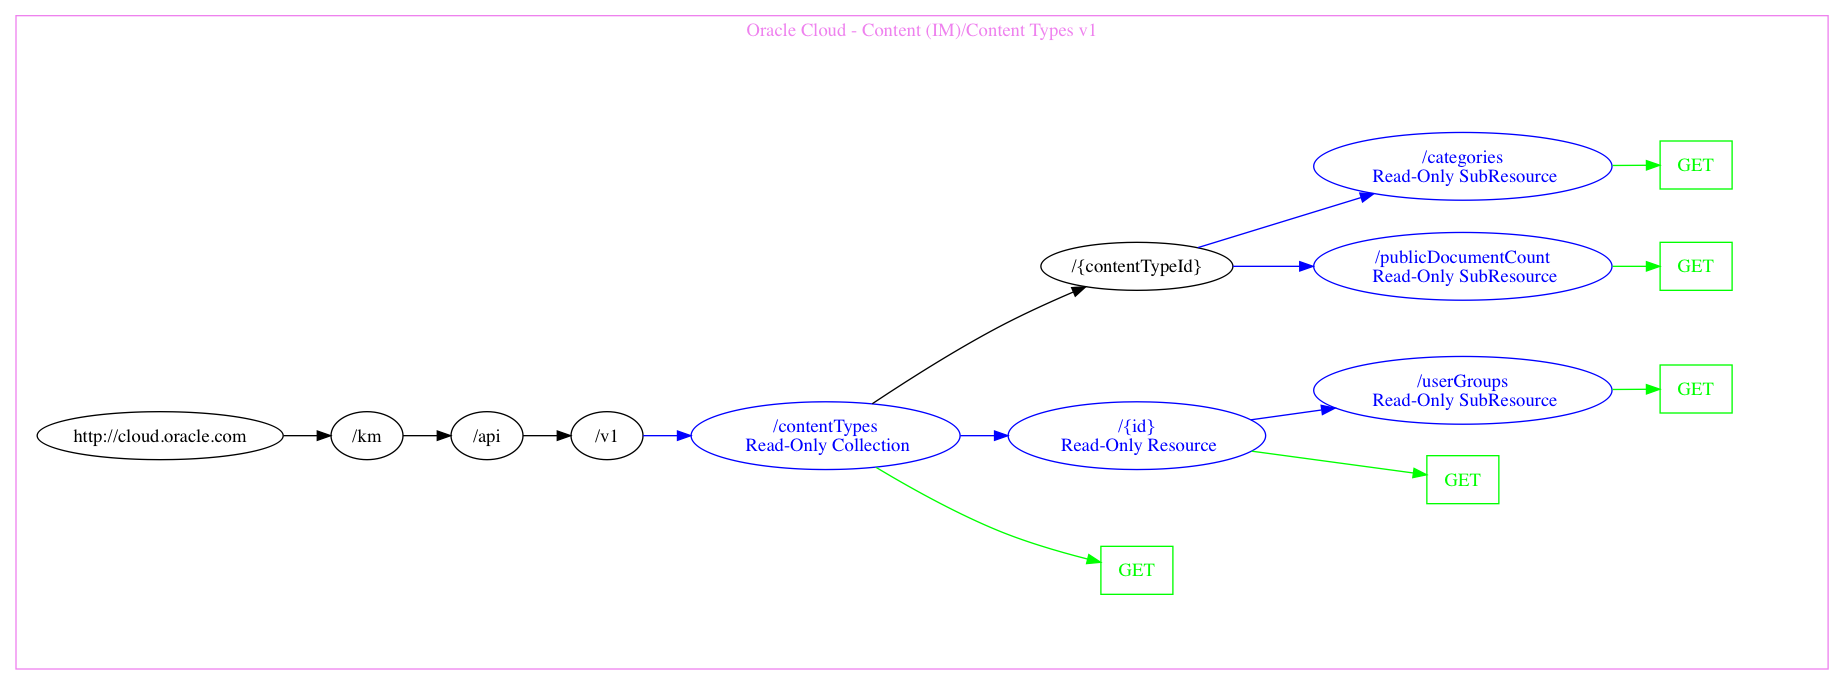 Oracle Cloud - Content (IM)/Content Types v1
/categories
Read-Only SubResource
GET
/{contentTypeId}
/publicDocumentCount
Read-Only SubResource
GET
/userGroups
Read-Only SubResource
GET
http://cloud.oracle.com
/km
/api
/v1
/contentTypes
Read-Only Collection
/{id}
Read-Only Resource
GET
GET